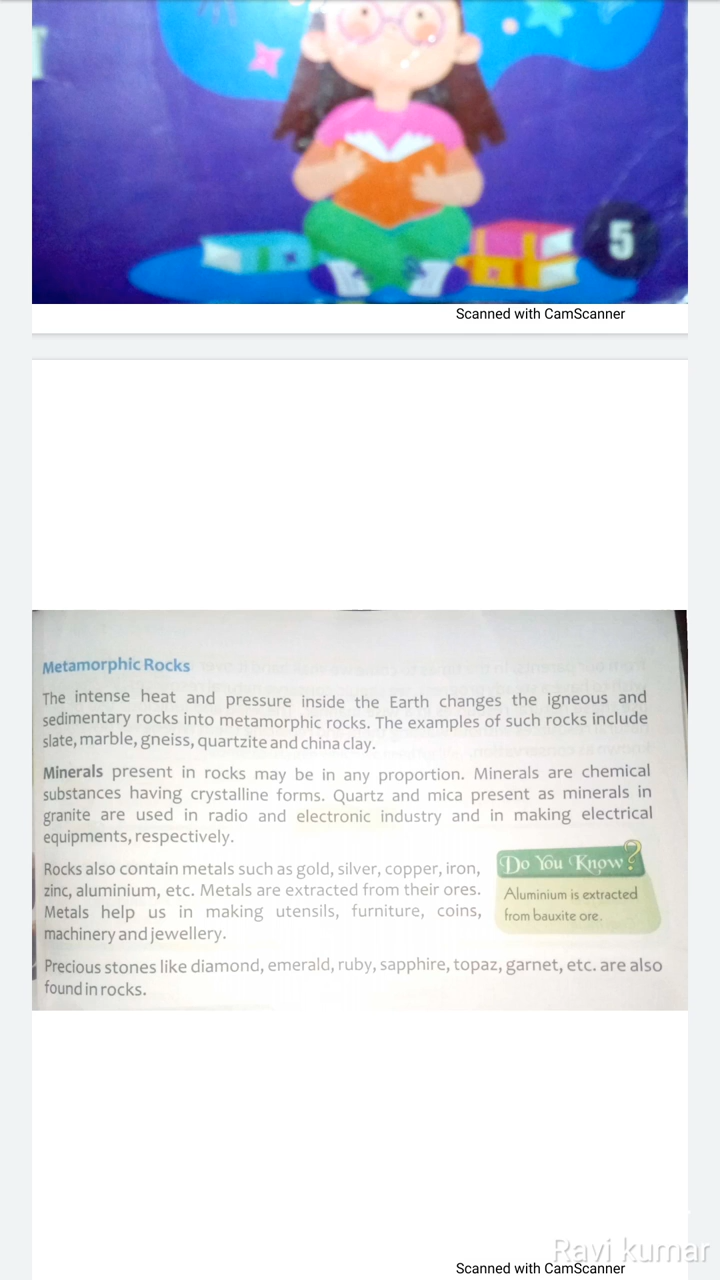 5
Scanned with CamScanner
Metamorphic Rocks
The intense heat and pressure inside the Earth changes the igneous and
sedimentary rocks into metamorphic rocks. The examples of such rocks include
slate, marble, gneiss, quartzite and china clay.
Minerals present in rocks may be in any proportion. Minerals are chemical
substances having crystalline forms. Quartz and mica present as minerals in
granite are used in radio and electronic industry and in making electrical
equipments, respectively.
Rocks also contain metals such as gold, silver, copper, iron,
zinc, aluminium, etc. Metals are extracted from their ores.
Metals help us in making utensils, furniture, coins,
machinery and jewellery.
Do You Know?
Aluminium is extracted
from bauxite ore.
Precious stones like diamond, emerald, ruby, sapphire, topaz, garnet, etc. are also
found in rocks.
Ravi kumar
Scanned with CamScanner